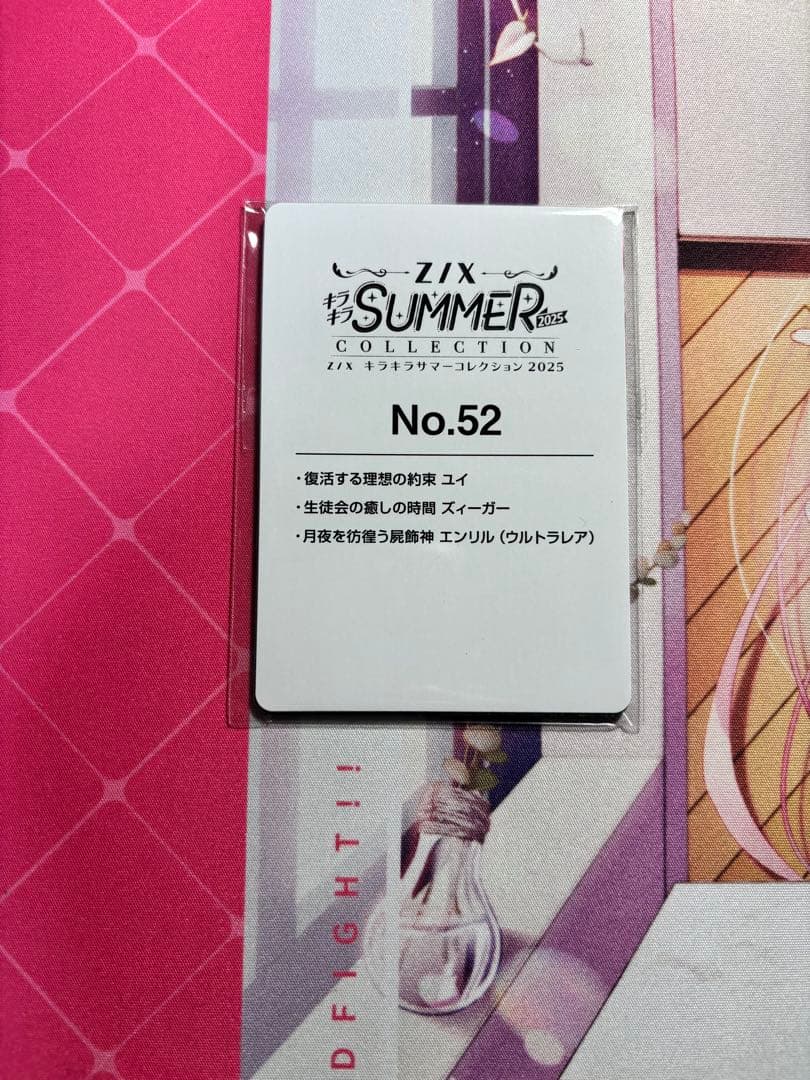 Z/X
キラキラ SUMMER 2025
COLLECTION
Z/X キラキラサマーコレクション 2025
No.52
・復活する理想の約束 ユイ
・生徒会の癒しの時間 ズィーガー
・月夜を彷徨う屍飾神 エンリル（ウルトラレア）
DFIGHT!!